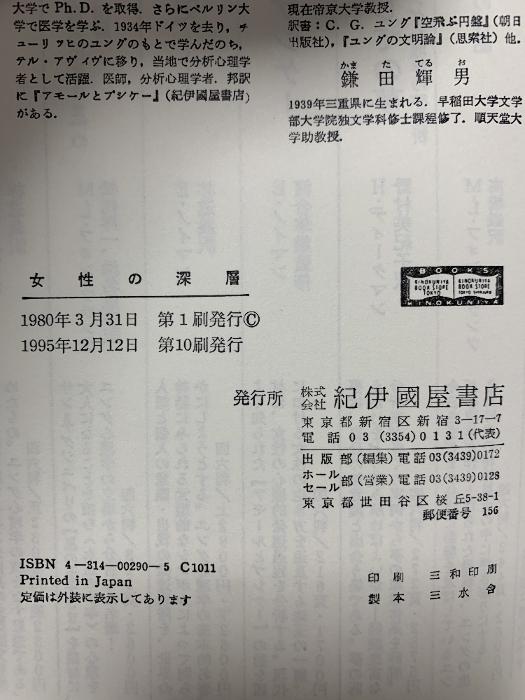 大学で Ph. D. を取得. さらにベルリン大
学で医学を学ぶ. 1934年ドイツを去り, チ
ューリッヒのユングのもとで学んだのち,
テル・アヴィヴに移り, 当地で分析心理学
者として活躍. 医師, 分析心理学者. 邦訳
に『アモールとプシケー』(紀伊國屋書店)
がある.
現在帝京大学教授.
訳書:C. G. ユング『空飛ぶ円盤』(朝日
出版社),『ユングの文明論』(思索社) 他.
かま た てる お
鎌田輝男
1939年三重県に生まれる. 早稲田大学文学
部大学院独文学科修士課程修了. 順天堂大
学助教授.
女性の深層
1980年3月31日 第1刷発行©
1995年12月12日 第10刷発行
BOOKS
KINOKUNIYA BOOK STORE TOKYO
KINOKUNIYA BOOK STORE
KINOKUNIYA
発行所 株式会社 紀伊國屋書店
東京都新宿区新宿 3—17—7
電話 03 (3354) 0131 (代表)
出版部 (編集) 電話 03(3439)0172
ホールセール部 (営業) 電話 03(3439)0128
東京都世田谷区桜丘5-38-1
郵便番号 156
ISBN 4—314—00290—5 C1011
Printed in Japan
定価は外装に表示してあります
印刷 三和印刷
製本 三水舎